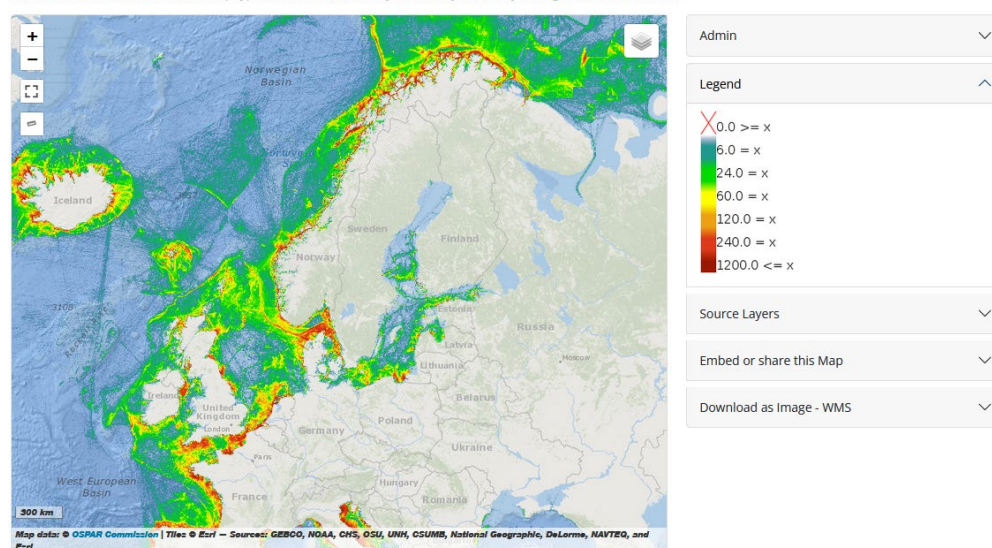 +
−
Norwegian
Basin
Iceland
Sweden
Finland
Norway
Estonia
Russia
Latvia
Moscow
Lithuania
Ireland
United
Kingdom
London
Belarus
Poland
Germany
Paris
Ukraine
West European
Basin
Hungary
France
Romania
300 km
Map data: © OSPAR Commission | Tiles © Esri — Sources: GEBCO, NOAA, CHS, OSU, UNH, CSUMB, National Geographic, DeLorme, NAVTEQ, and
Esri
Admin
Legend
0.0 >= x
6.0 = x
24.0 = x
60.0 = x
120.0 = x
240.0 = x
1200.0 <= x
Source Layers
Embed or share this Map
Download as Image - WMS